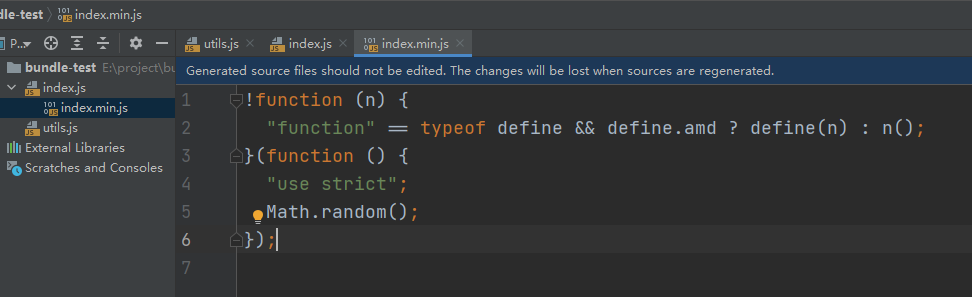 dle-test 〉 index.min.js
P...
utils.js
index.js
index.min.js
bundle-test E:\project\bu
index.js
index.min.js
utils.js
External Libraries
Scratches and Consoles
Generated source files should not be edited. The changes will be lost when sources are regenerated.
1 !function (n) {
2 "function" == typeof define && define.amd ? define(n) : n();
3 }(function () {
4 "use strict";
5 Math.random();
6 });
7